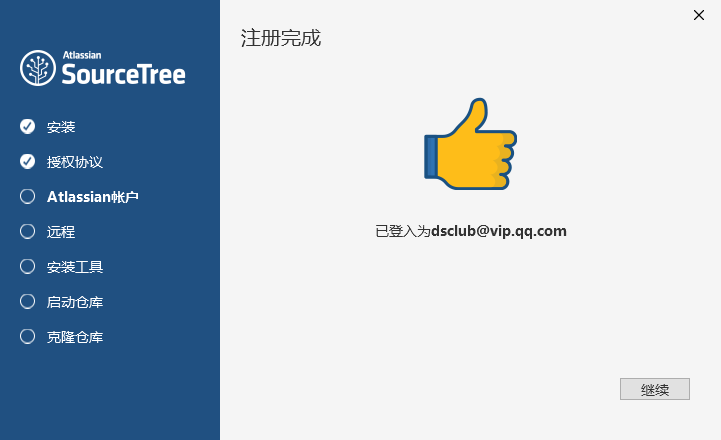 Atlassian
SourceTree
安装
授权协议
Atlassian帐户
远程
安装工具
启动仓库
克隆仓库
注册完成
已登入为dsclub@vip.qq.com
继续